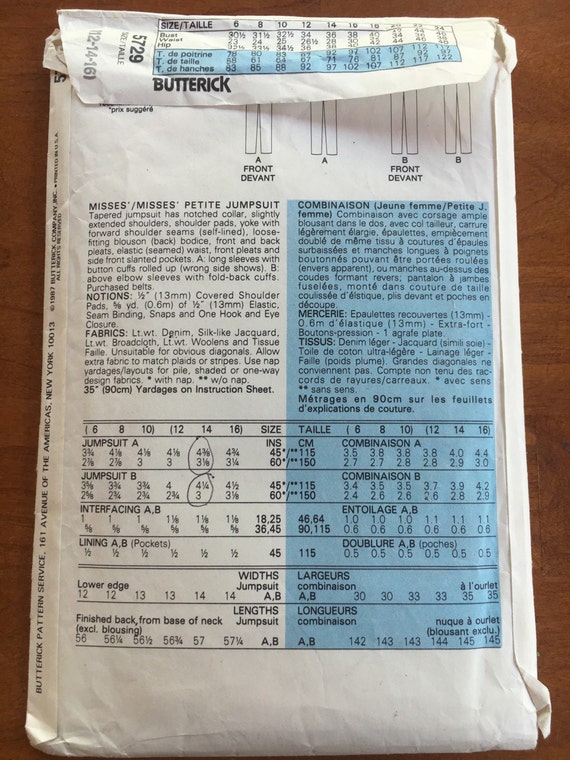 SIZE/TAILLE 6 8 10 12 14 16
Bust 30½ 31½ 32½ 34 36 38 40
Waist 23 24 25 26½ 28 30
Hip
T. de poitrine 78 80 83 87 92 97 102 107
T. de taille 58 61 64 67 71 76 81 87
T. de hanches 83 85 88 92 97 102 107
5729
SIZE/TAILLE
(12-14-16)
BUTTERICK
*prix suggéré
A
FRONT
DEVANT
A
B
FRONT
DEVANT
B
©1987 BUTTERICK COMPANY, INC. • PRINTED IN U.S.A.
ALL RIGHTS RESERVED
BUTTERICK PATTERN SERVICE, 161 AVENUE OF THE AMERICAS, NEW YORK 10013
MISSES'/MISSES' PETITE JUMPSUIT
Tapered jumpsuit has notched collar, slightly
extended shoulders, shoulder pads, yoke with
forward shoulder seams (self-lined), loose-
fitting blouson (back) bodice, front and back
pleats, elastic (seamed) waist, front pleats and
side front slanted pockets. A: long sleeves with
button cuffs rolled up (wrong side shows). B:
above elbow sleeves with fold-back cuffs.
Purchased belts.
NOTIONS: ½" (13mm) Covered Shoulder
Pads, ⅝ yd. (0.6m) of ½" (13mm) Elastic,
Seam Binding, Snaps and One Hook and Eye
Closure.
FABRICS: Lt.wt. Denim, Silk-like Jacquard,
Lt.wt. Broadcloth, Lt.wt. Woolens and Tissue
Faille. Unsuitable for obvious diagonals. Allow
extra fabric to match plaids or stripes. Use nap
yardages/layouts for pile, shaded or one-way
design fabrics. * with nap. ** w/o nap.
35" (90cm) Yardages on Instruction Sheet.
COMBINAISON (Jeune femme/Petite J.
femme) Combinaison avec corsage ample
blousant dans le dos, avec col tailleur, carrure
légèrement élargie, épaulettes, empiècement
doublé de même tissu à coutures d'épaules
surbaissées et manches longues à poignets
boutonnés pouvant être portées roulées
(envers apparent), ou manches au-dessus des
coudes formant revers; pantalon à jambes
fuselées, monté dans couture de taille
coulissée d'élstique, plis devant et poches en
découpe.
MERCERIE: Epaulettes recouvertes (13mm) -
0.6m d'élastique (13mm) - Extra-fort -
Boutons-pression - 1 agrafe plate.
TISSUS: Denim léger - Jacquard (simili soie) -
Toile de coton ultra-légère - Lainage léger -
Faille (poids plume). Grandes diagonales ne
conviennent pas. Compte non tenu des rac-
cords de rayures/carreaux. * avec sens
** sans sens.
Métrages en 90cm sur les feuillets
d'explications de couture.
( 6 8 10) (12 14 16) SIZE TAILLE ( 6 8 10) (12 14 16)
JUMPSUIT A INS CM COMBINAISON A
3¾ 4⅛ 4⅛ 4⅛ 4⅜ 4¾ 45*/** 115 3.5 3.8 3.8 3.8 4.0 4.4
2⅞ 2⅞ 3 3 3⅛ 3¼ 60*/** 150 2.7 2.7 2.8 2.8 2.9 3.0
JUMPSUIT B COMBINAISON B
3⅝ 3¾ 3¾ 4 4¼ 4½ 45*/** 115 3.4 3.5 3.5 3.7 3.9 4.2
2⅝ 2¾ 2¾ 2¾ 3 3⅛ 60*/** 150 2.4 2.6 2.6 2.6 2.8 2.9
INTERFACING A,B ENTOILAGE A,B
1 1 1 1⅛ 1⅛ 1⅛ 18,25 46,64 1.0 1.0 1.0 1.1 1.1 1.1
⅝ ⅝ ⅝ ⅝ ⅝ ⅝ 36,45 90,115 0.6 0.6 0.6 0.6 0.6 0.6
LINING A,B (Pockets) DOUBLURE A,B (poches)
½ ½ ½ ½ ½ ½ 45 115 0.5 0.5 0.5 0.5 0.5 0.5
WIDTHS LARGEURS
Lower edge Jumpsuit combinaison à l'ourlet
12 12 13 13 14 14 A,B A,B 30 30 33 33 35 35
LENGTHS LONGUEURS
Finished back, from base of neck Jumpsuit combinaison nuque à ourlet
(excl. blousing) (blousant exclu.)
56 56¼ 56½ 56¾ 57 57¼ A,B A,B 142 143 143 144 145 145